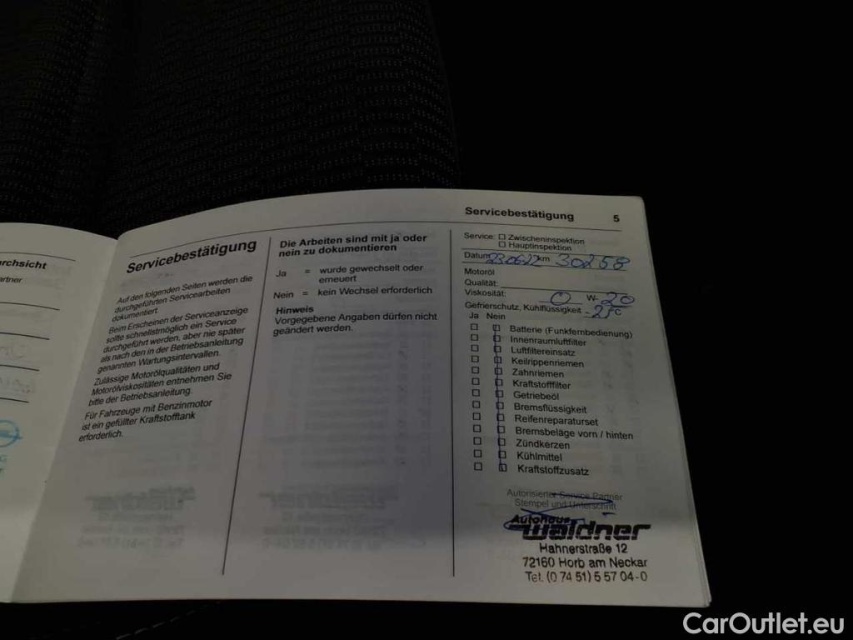 rchsicht
artner
Servicebestätigung
Auf den folgenden Seiten werden die
durchgeführten Servicearbeiten
dokumentiert.
Beim Erscheinen der Serviceanzeige
sollte schnellstmöglich ein Service
durchgeführt werden, aber nie später
als nach den in der Betriebsanleitung
genannten Wartungsintervallen.
Zulässige Motorölqualitäten und
Motorölviskositäten entnehmen Sie
bitte der Betriebsanleitung.
Für Fahrzeuge mit Benzinmotor
ist ein gefüllter Kraftstofftank
erforderlich.
Die Arbeiten sind mit ja oder
nein zu dokumentieren
Ja = wurde gewechselt oder
erneuert
Nein = kein Wechsel erforderlich
Hinweis
Vorgegebene Angaben dürfen nicht
geändert werden.
Servicebestätigung 5
Service: Zwischeninspektion
Hauptinspektion
Datum 230622 km 30258
Motoröl
Qualität:
Viskosität: 0 W- 20
Gefrierschutz, Kühlflüssigkeit -25°
Ja Nein
Batterie (Funkfernbedienung)
Innenraumluftfilter
Luftfiltereinsatz
Keilrippenriemen
Zahnriemen
Kraftstofffilter
Getriebeöl
Bremsflüssigkeit
Reifenreparaturset
Bremsbeläge vorn / hinten
Zündkerzen
Kühlmittel
Kraftstoffzusatz
Autorisierter Service Partner
Stempel und Unterschrift
Autohaus
Waldner
Hahnerstraße 12
72160 Horb am Neckar
Tel. (0 74 51) 5 57 04-0
CarOutlet.eu